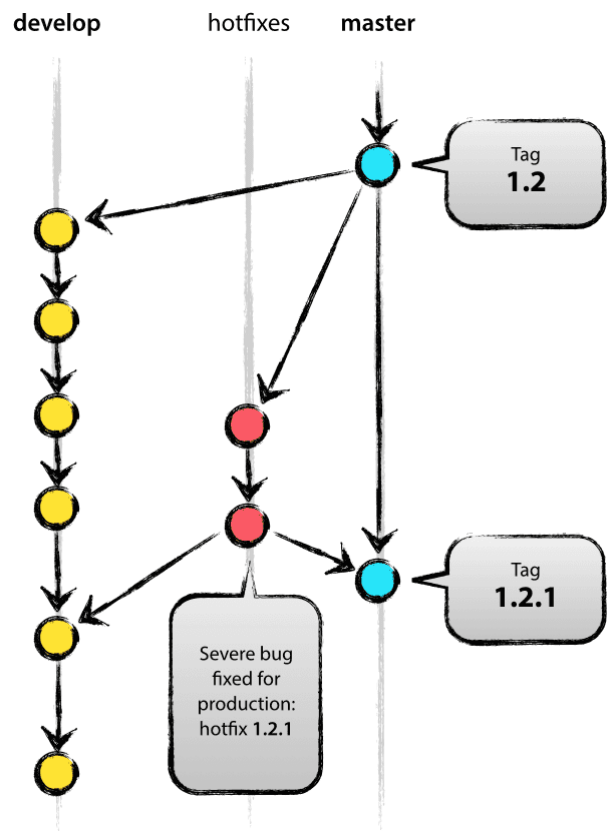 develop
hotfixes
master
Tag
1.2
Tag
1.2.1
Severe bug
fixed for
production:
hotfix 1.2.1